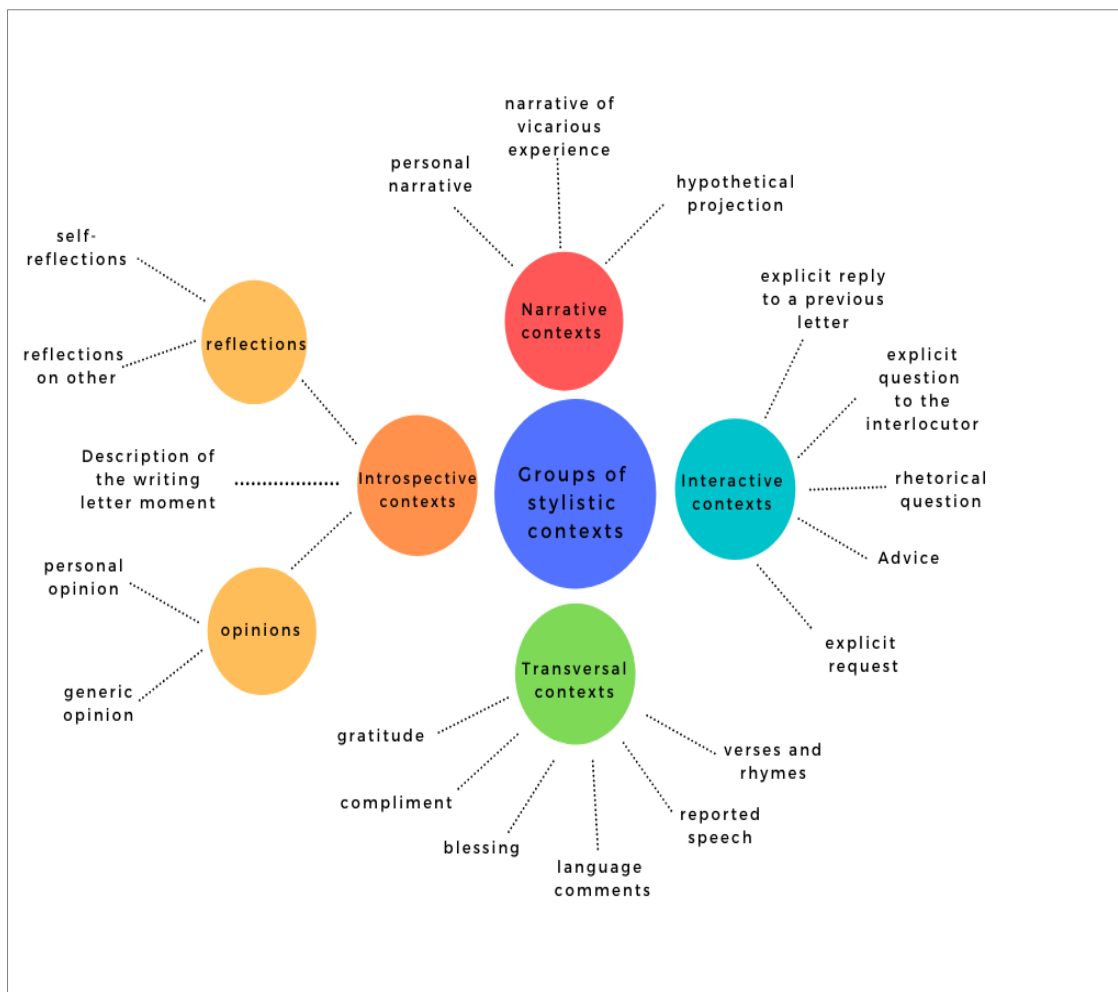 narrative of
vicarious
experience
personal
narrative
hypothetical
projection
self-
reflections
reflections
on other
reflections
Narrative
contexts
explicit reply
to a previous
letter
explicit
question
to the
interlocutor
Description of
the writing
letter moment
Introspective
contexts
Groups of
stylistic
contexts
Interactive
contexts
rhetorical
question
Advice
explicit
request
personal
opinion
opinions
generic
opinion
Transversal
contexts
gratitude
compliment
blessing
language
comments
reported
speech
verses and
rhymes